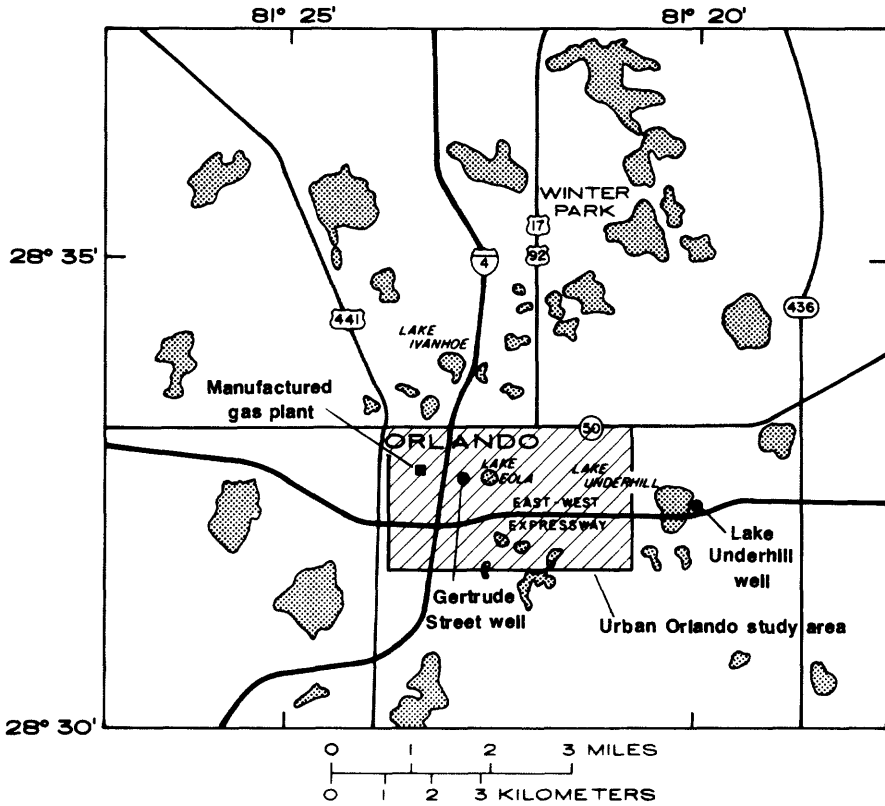 81° 25'
81° 20'
WINTER
PARK
17
92
28° 35'
4
436
441
LAKE
IVANHOE
Manufactured
gas plant
50
ORLANDO
LAKE
EOLA
LAKE
UNDERHILL
EAST-WEST
EXPRESSWAY
Lake
Underhill
well
Gertrude
Street well
Urban Orlando study area
28° 30'
0 1 2 3 MILES
0 1 2 3 KILOMETERS